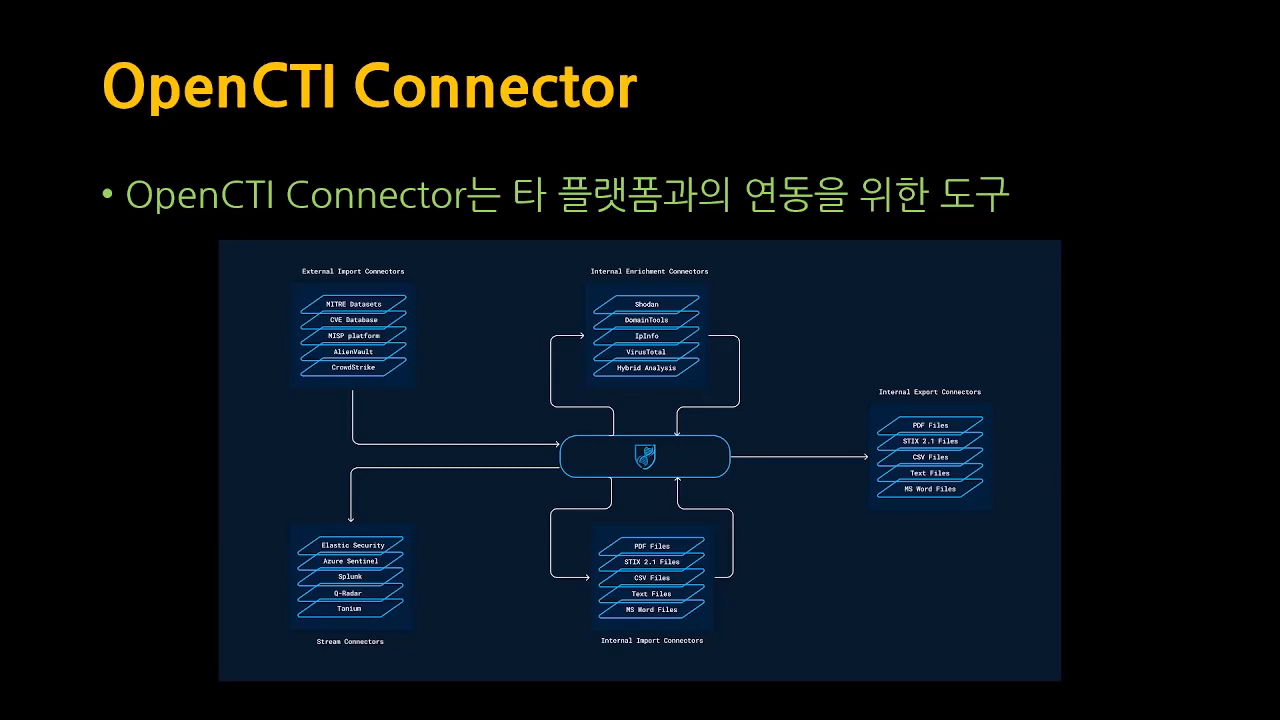 OpenCTI Connector
• OpenCTI Connector는 타 플랫폼과의 연동을 위한 도구
External Import Connectors
MITRE Datasets
CVE Database
MISP platform
AlienVault
CrowdStrike
Internal Enrichment Connectors
Shodan
DomainTools
IpInfo
VirusTotal
Hybrid Analysis
Internal Export Connectors
PDF Files
STIX 2.1 Files
CSV Files
Text Files
MS Word Files
Elastic Security
Azure Sentinel
Splunk
Q-Radar
Tanium
Stream Connectors
PDF Files
STIX 2.1 Files
CSV Files
Text Files
MS Word Files
Internal Import Connectors